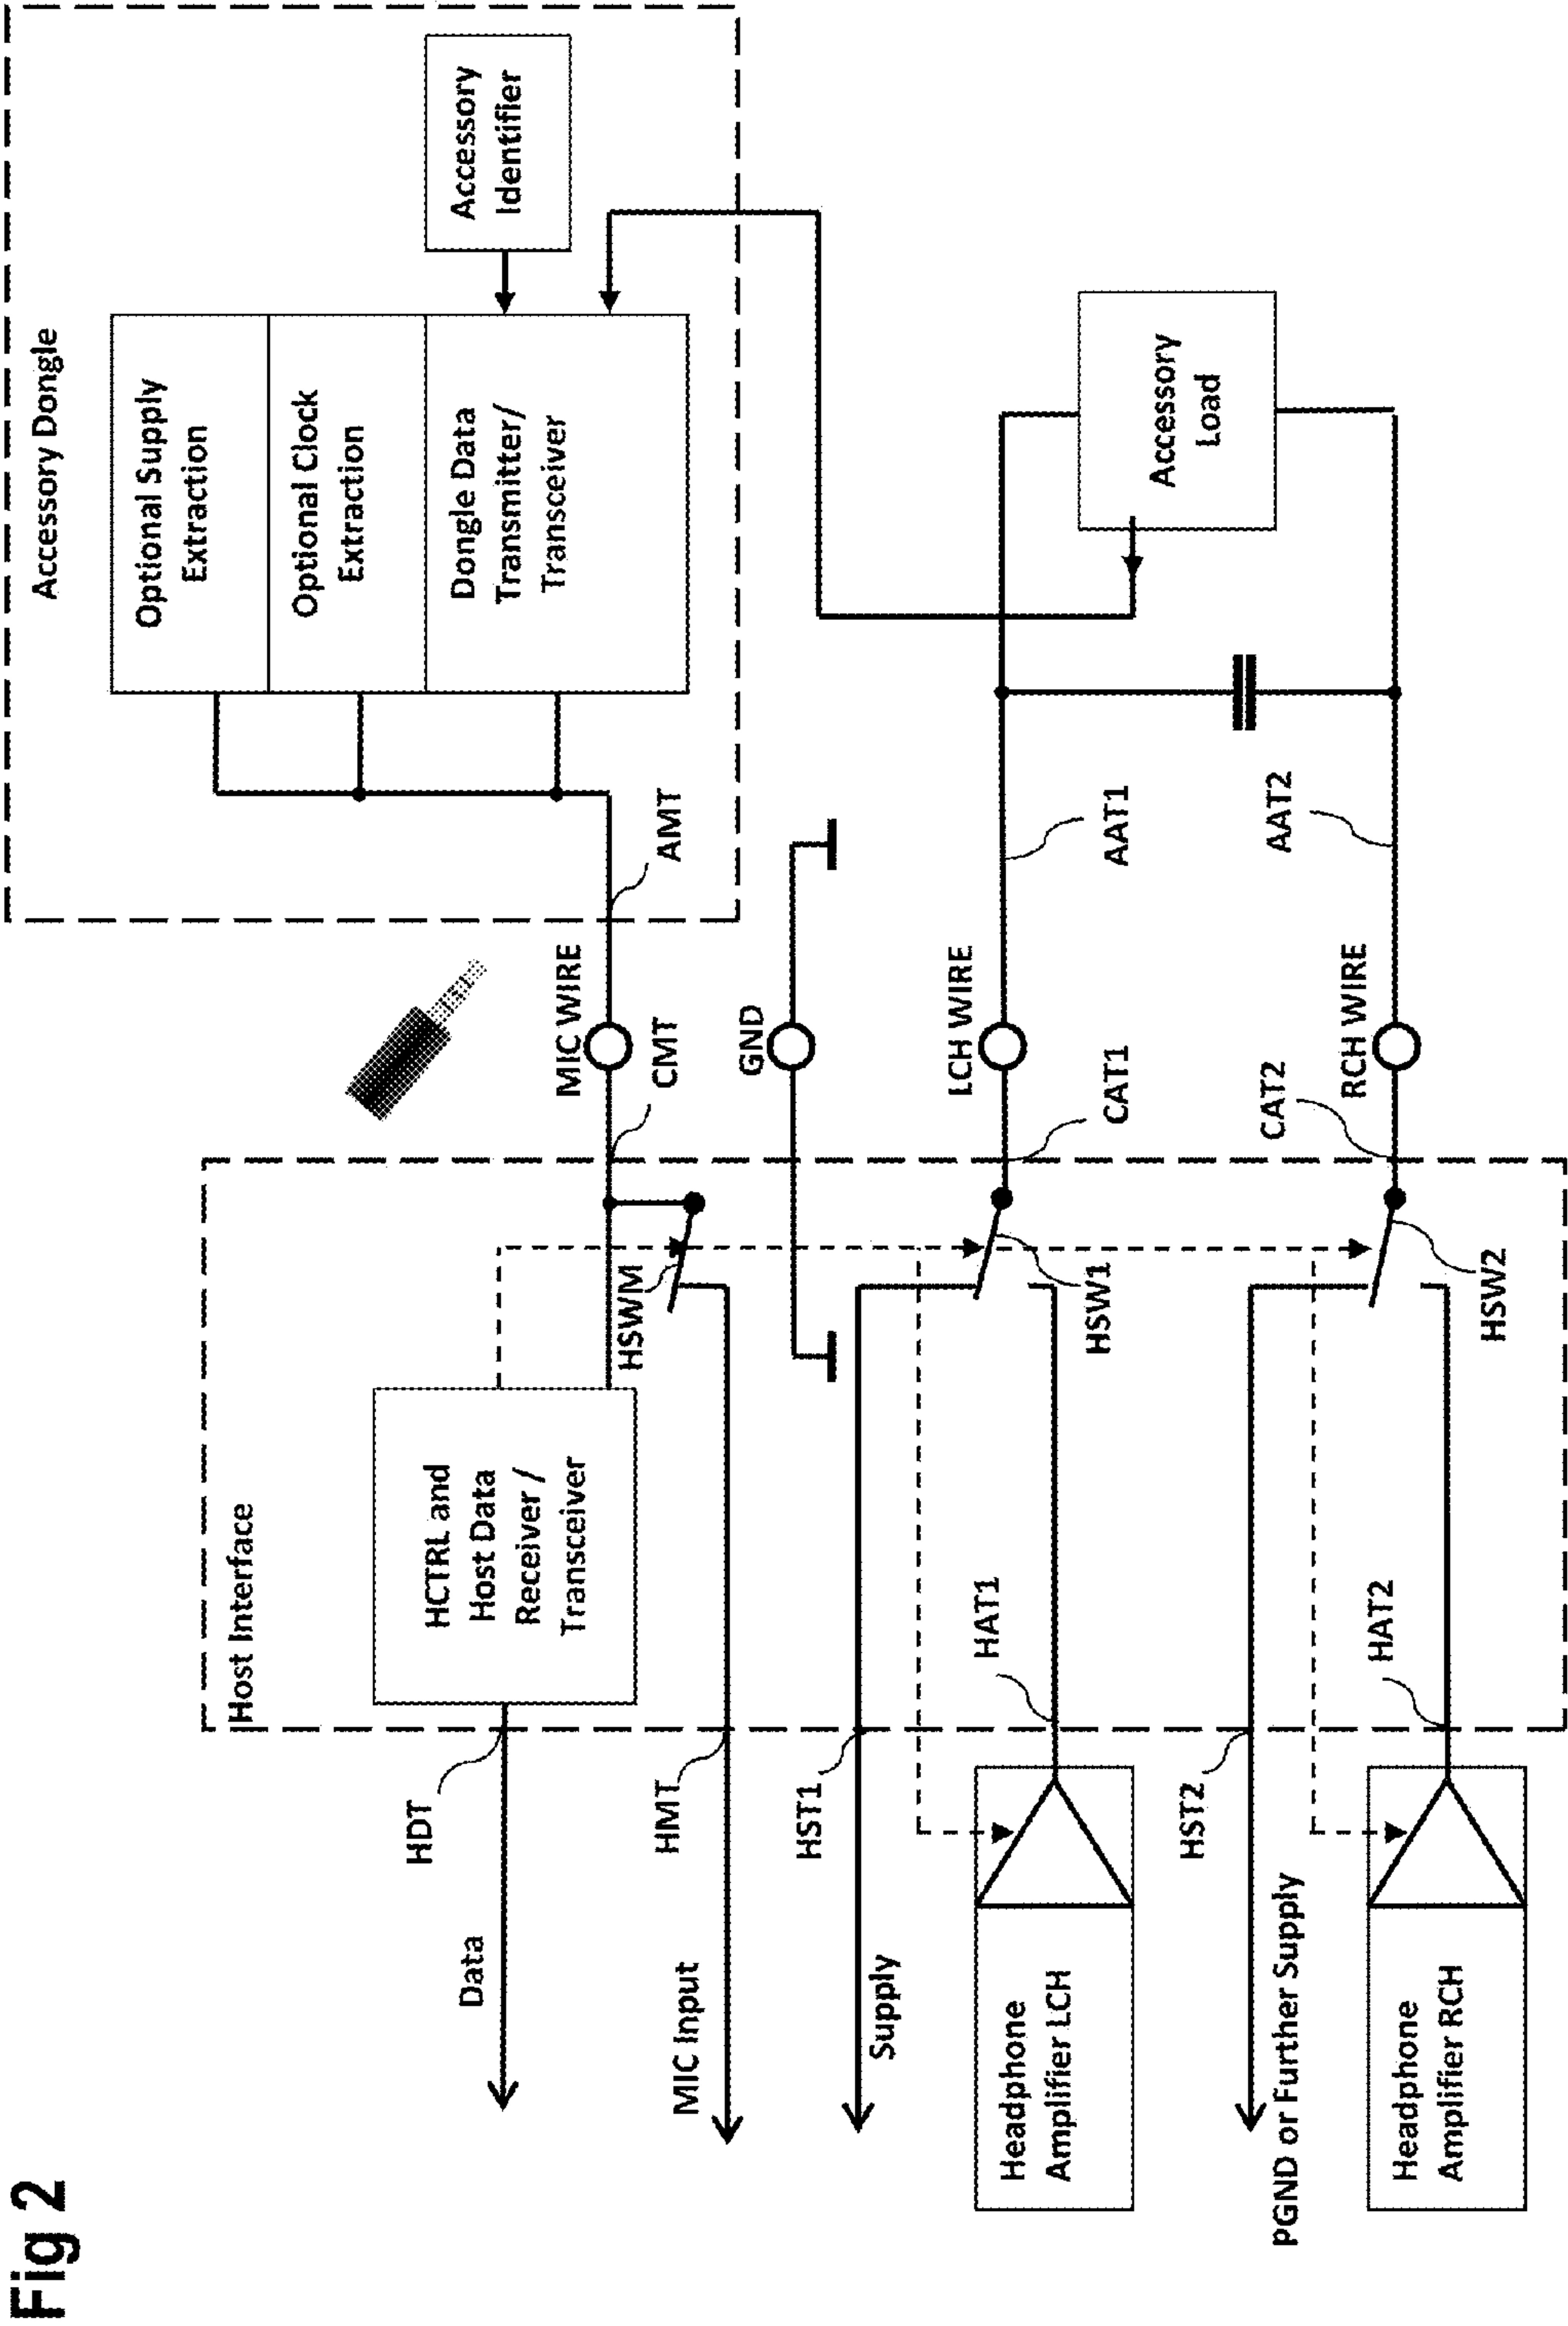 Fig 2
Accessory Dongle
Optional Supply
Extraction
Optional Clock
Extraction
Dongle Data
Transmitter/
Transceiver
Accessory
Identifier
AMT
MIC WIRE
CMT
GND
LCH WIRE
CAT1
AAT1
RCH WIRE
CAT2
AAT2
Accessory
Load
Host Interface
HCTRL and
Host Data
Receiver /
Transceiver
HSWM
HSW1
HSW2
HAT1
HAT2
HDT
HMT
HST1
HST2
Data
MIC Input
Supply
Headphone
Amplifier LCH
PGND or Further Supply
Headphone
Amplifier RCH